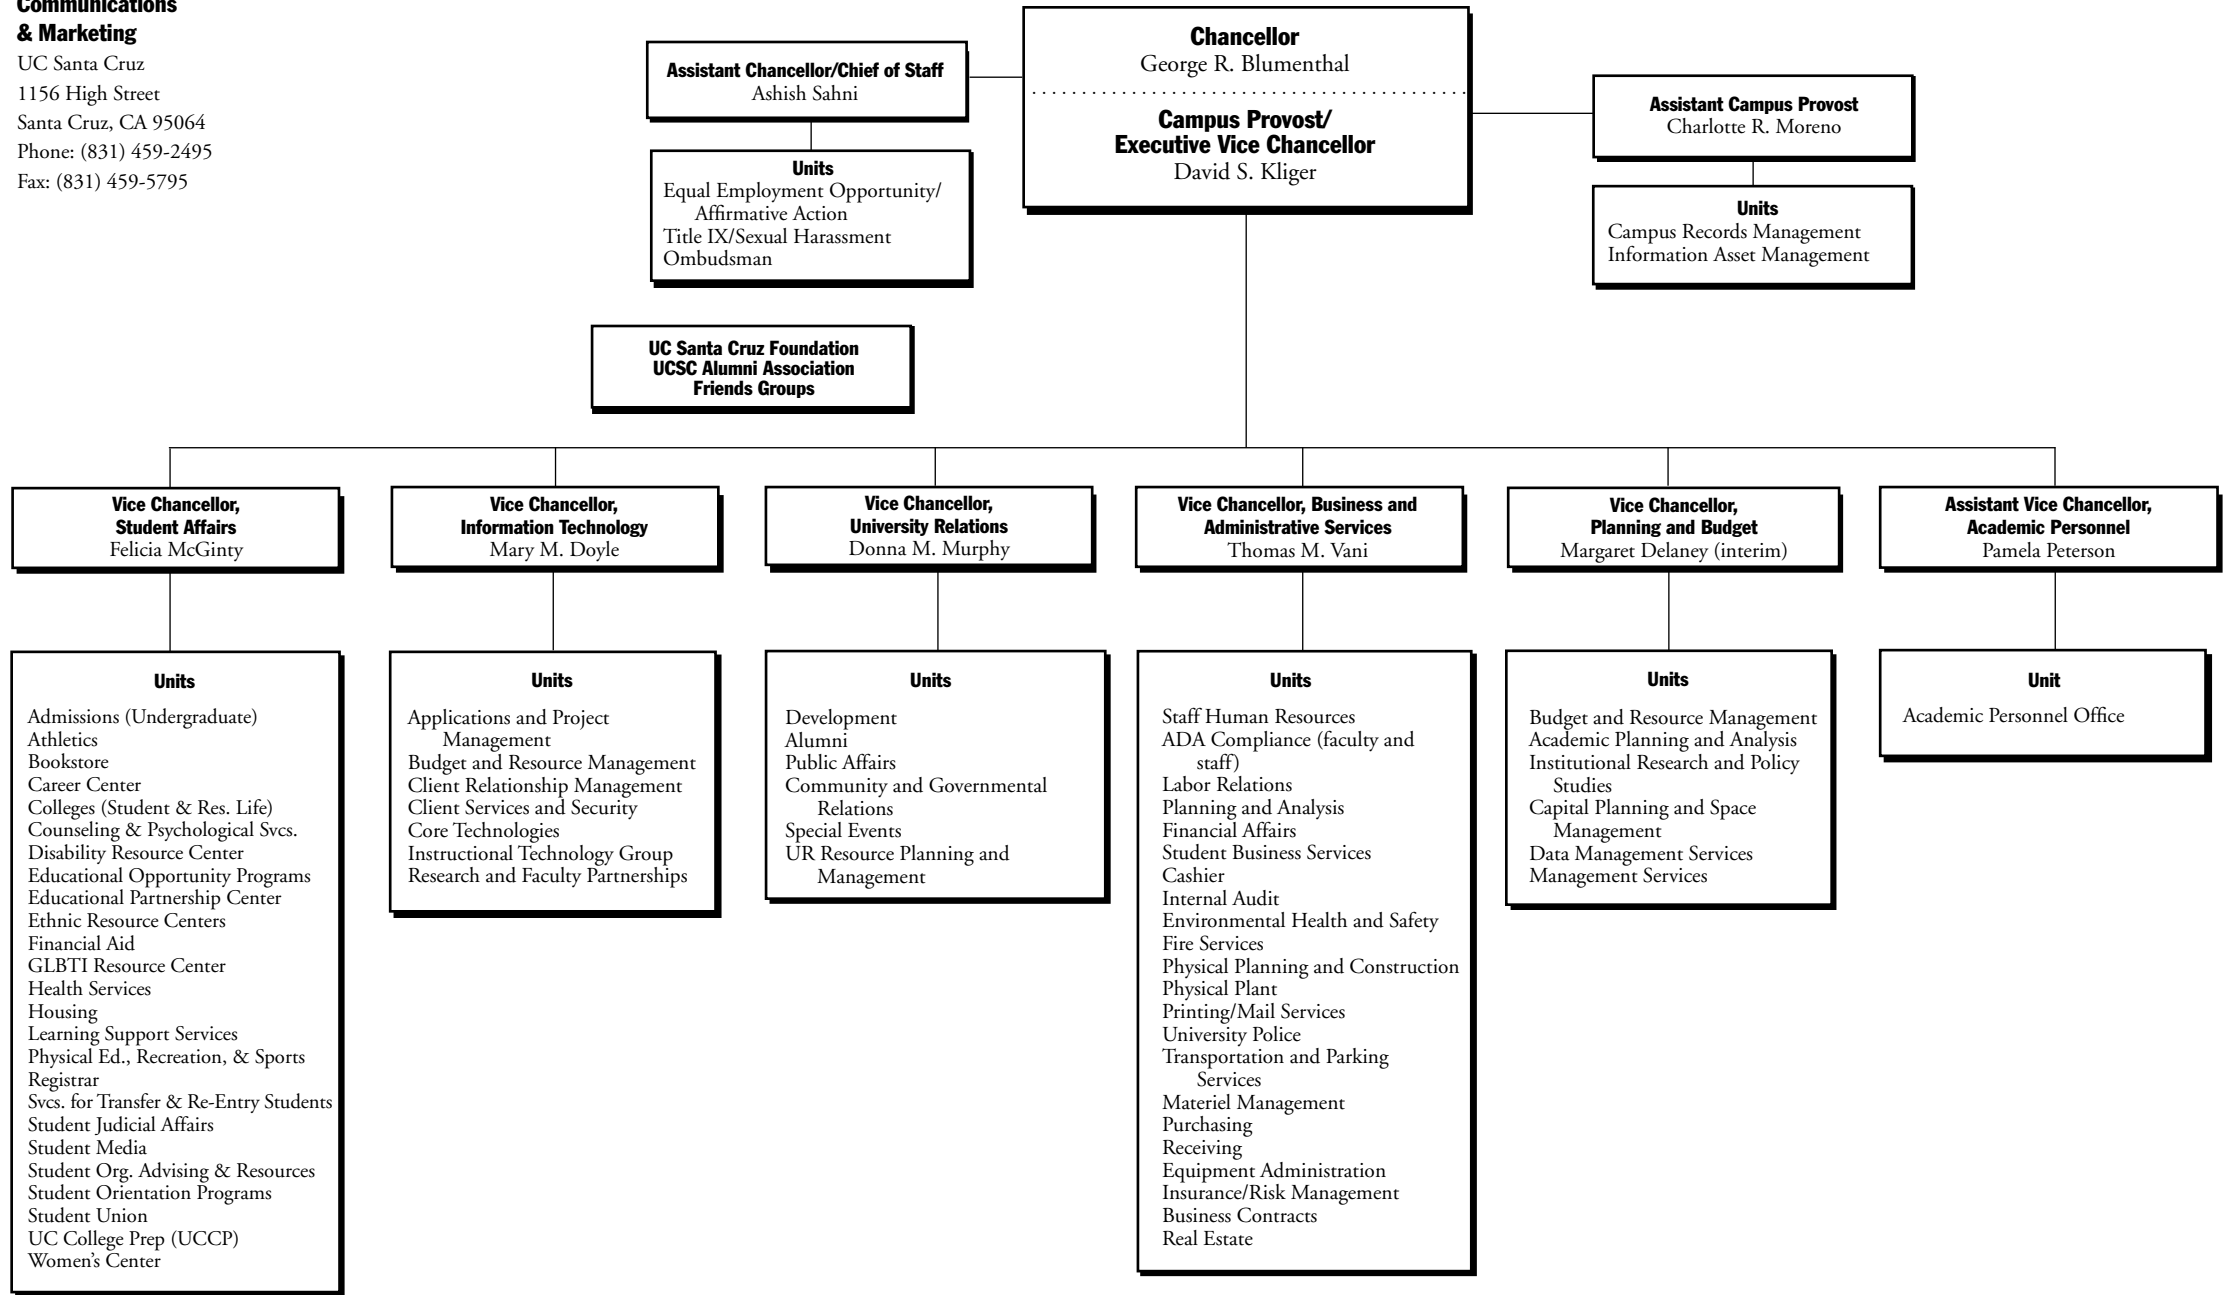 Communications
& Marketing
UC Santa Cruz
1156 High Street
Santa Cruz, CA 95064
Phone: (831) 459-2495
Fax: (831) 459-5795
Chancellor
George R. Blumenthal
Campus Provost/
Executive Vice Chancellor
David S. Kliger
Assistant Chancellor/Chief of Staff
Ashish Sahni
Units
Equal Employment Opportunity/
Affirmative Action
Title IX/Sexual Harassment
Ombudsman
Assistant Campus Provost
Charlotte R. Moreno
Units
Campus Records Management
Information Asset Management
UC Santa Cruz Foundation
UCSC Alumni Association
Friends Groups
Vice Chancellor,
Student Affairs
Felicia McGinty
Units
Admissions (Undergraduate)
Athletics
Bookstore
Career Center
Colleges (Student & Res. Life)
Counseling & Psychological Svcs.
Disability Resource Center
Educational Opportunity Programs
Educational Partnership Center
Ethnic Resource Centers
Financial Aid
GLBTI Resource Center
Health Services
Housing
Learning Support Services
Physical Ed., Recreation, & Sports
Registrar
Svcs. for Transfer & Re-Entry Students
Student Judicial Affairs
Student Media
Student Org. Advising & Resources
Student Orientation Programs
Student Union
UC College Prep (UCCP)
Women's Center
Vice Chancellor,
Information Technology
Mary M. Doyle
Units
Applications and Project
Management
Budget and Resource Management
Client Relationship Management
Client Services and Security
Core Technologies
Instructional Technology Group
Research and Faculty Partnerships
Vice Chancellor,
University Relations
Donna M. Murphy
Units
Development
Alumni
Public Affairs
Community and Governmental
Relations
Special Events
UR Resource Planning and
Management
Vice Chancellor, Business and
Administrative Services
Thomas M. Vani
Units
Staff Human Resources
ADA Compliance (faculty and
staff)
Labor Relations
Planning and Analysis
Financial Affairs
Student Business Services
Cashier
Internal Audit
Environmental Health and Safety
Fire Services
Physical Planning and Construction
Physical Plant
Printing/Mail Services
University Police
Transportation and Parking
Services
Materiel Management
Purchasing
Receiving
Equipment Administration
Insurance/Risk Management
Business Contracts
Real Estate
Vice Chancellor,
Planning and Budget
Margaret Delaney (interim)
Units
Budget and Resource Management
Academic Planning and Analysis
Institutional Research and Policy
Studies
Capital Planning and Space
Management
Data Management Services
Management Services
Assistant Vice Chancellor,
Academic Personnel
Pamela Peterson
Unit
Academic Personnel Office